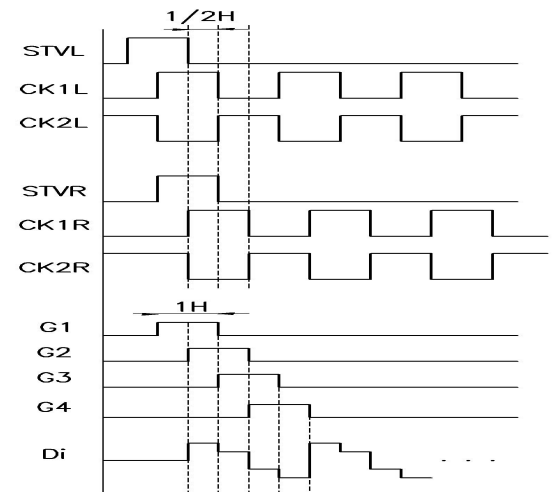 1/2H
STVL
CK1L
CK2L
STVR
CK1R
CK2R
1H
G1
G2
G3
G4
Di
. . .